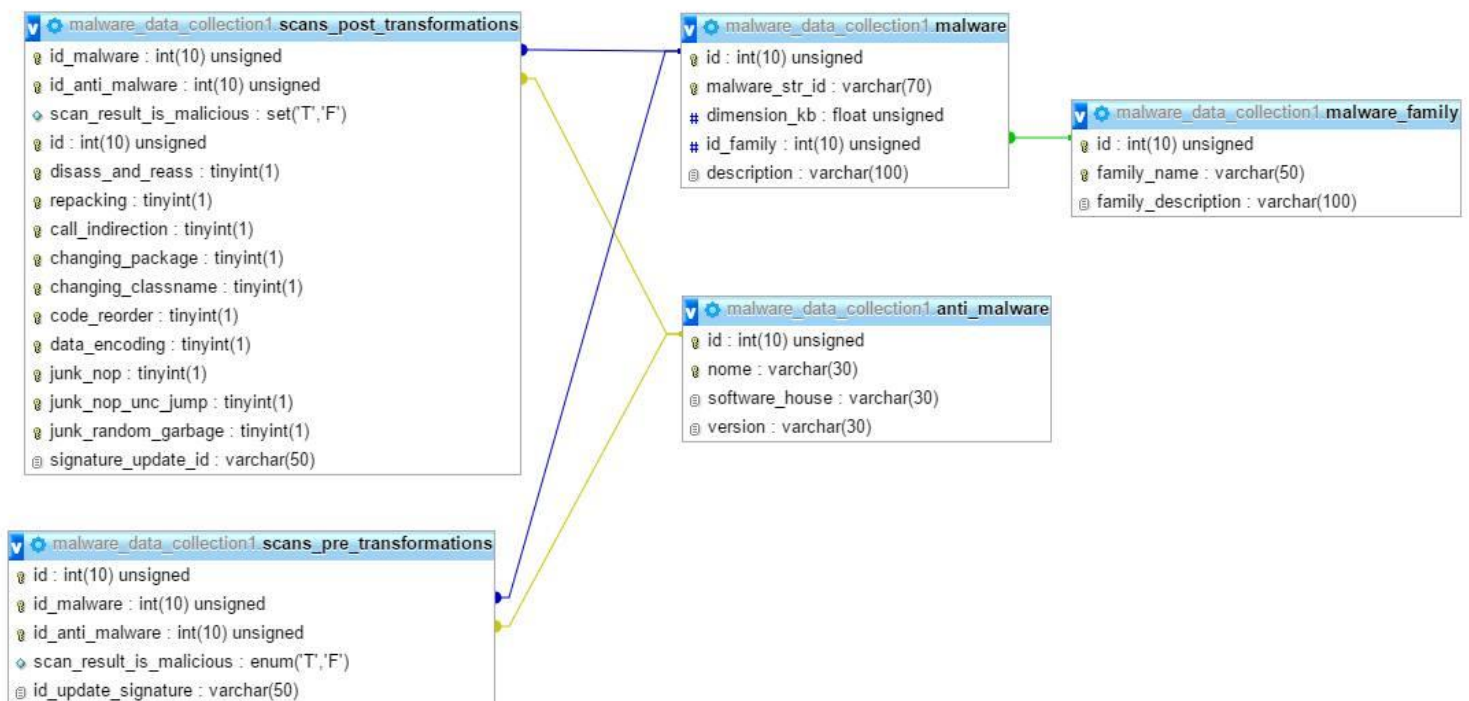 v malware_data_collection1.scans_post_transformations
id_malware : int(10) unsigned
id_anti_malware : int(10) unsigned
scan_result_is_malicious : set('T','F')
id : int(10) unsigned
disass_and_reass : tinyint(1)
repacking : tinyint(1)
call_indirection : tinyint(1)
changing_package : tinyint(1)
changing_classname : tinyint(1)
code_reorder : tinyint(1)
data_encoding : tinyint(1)
junk_nop : tinyint(1)
junk_nop_unc_jump : tinyint(1)
junk_random_garbage : tinyint(1)
signature_update_id : varchar(50)
v malware_data_collection1.malware
id : int(10) unsigned
malware_str_id : varchar(70)
# dimension_kb : float unsigned
# id_family : int(10) unsigned
description : varchar(100)
v malware_data_collection1.malware_family
id : int(10) unsigned
family_name : varchar(50)
family_description : varchar(100)
v malware_data_collection1.anti_malware
id : int(10) unsigned
nome : varchar(30)
software_house : varchar(30)
version : varchar(30)
v malware_data_collection1.scans_pre_transformations
id : int(10) unsigned
id_malware : int(10) unsigned
id_anti_malware : int(10) unsigned
scan_result_is_malicious : enum('T','F')
id_update_signature : varchar(50)